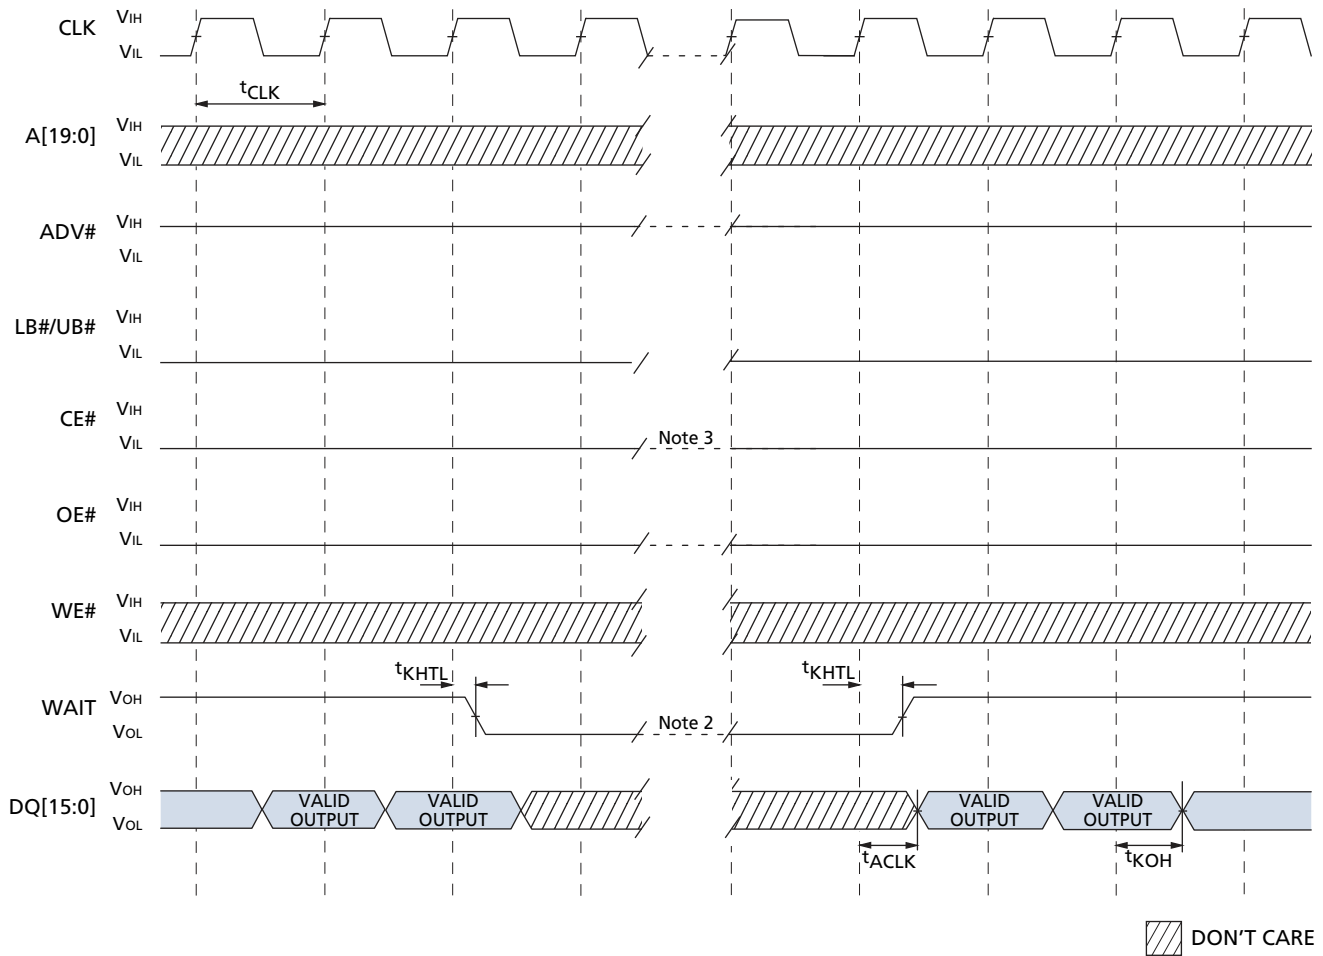 CLK
VIH
VIL
tCLK
A[19:0]
VIH
VIL
ADV#
VIH
VIL
LB#/UB#
VIH
VIL
CE#
VIH
VIL
Note 3
OE#
VIH
VIL
WE#
VIH
VIL
tKHTL
tKHTL
WAIT
VOH
VOL
Note 2
DQ[15:0]
VOH
VOL
VALID
OUTPUT
VALID
OUTPUT
VALID
OUTPUT
VALID
OUTPUT
tACLK
tKOH
DON'T CARE